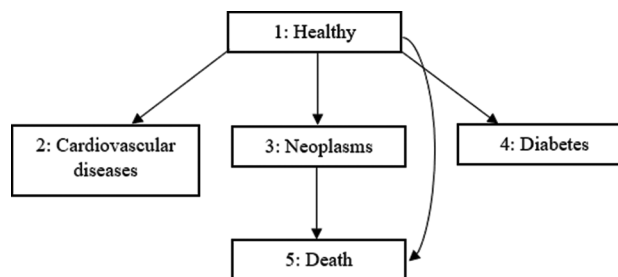 1: Healthy
2: Cardiovascular
diseases
3: Neoplasms
4: Diabetes
5: Death